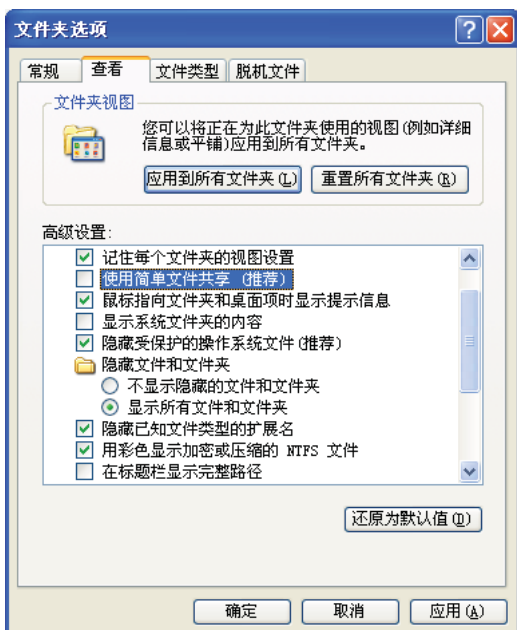 文件夹选项
常规 查看 文件类型 脱机文件
文件夹视图
您可以将正在为此文件夹使用的视图(例如详细
信息或平铺)应用到所有文件夹。
应用到所有文件夹(L) 重置所有文件夹(R)
高级设置:
记住每个文件夹的视图设置
使用简单文件共享 (推荐)
鼠标指向文件夹和桌面项时显示提示信息
显示系统文件夹的内容
隐藏受保护的操作系统文件(推荐)
隐藏文件和文件夹
不显示隐藏的文件和文件夹
显示所有文件和文件夹
隐藏已知文件类型的扩展名
用彩色显示加密或压缩的 NTFS 文件
在标题栏显示完整路径
还原为默认值(D)
确定 取消 应用(A)